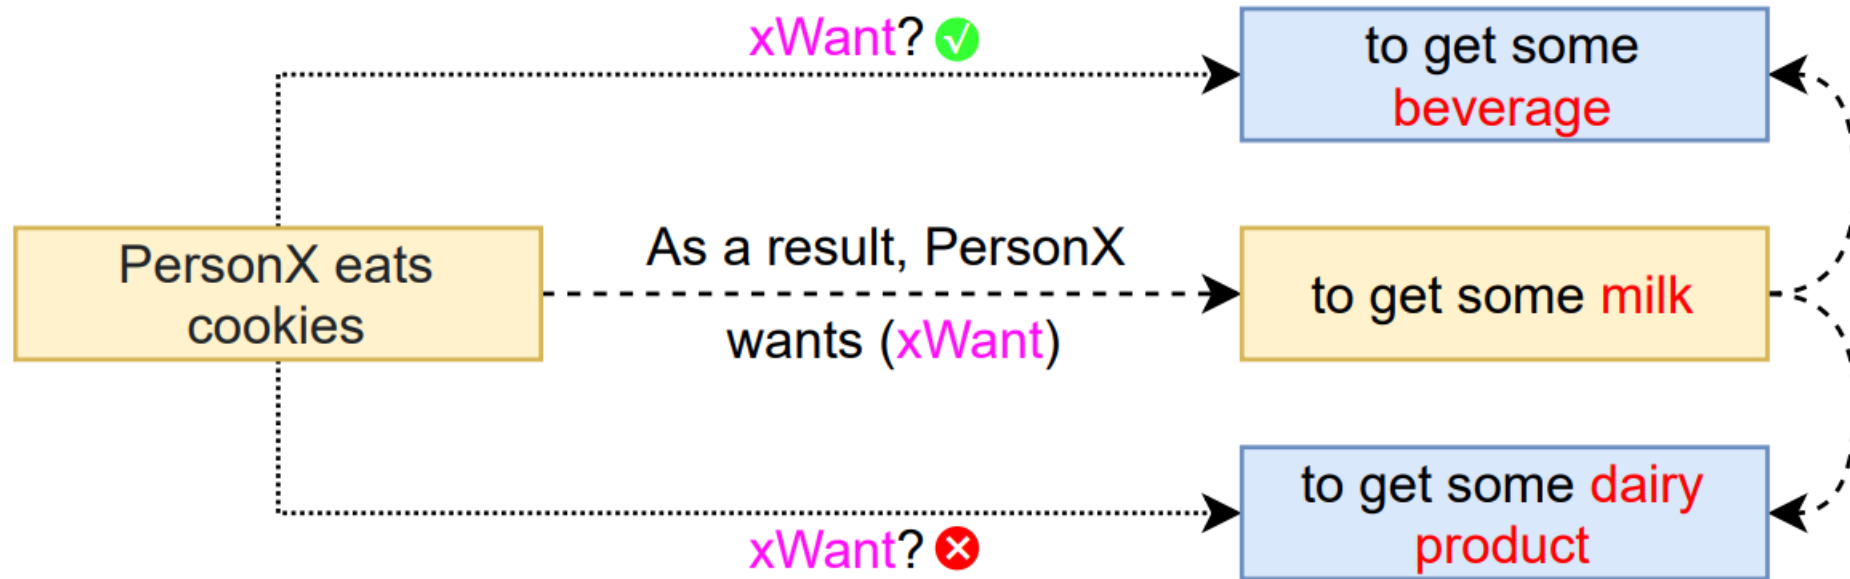 xWant?
to get some
beverage
PersonX eats
cookies
As a result, PersonX
wants (xWant)
to get some milk
to get some dairy
product
xWant?